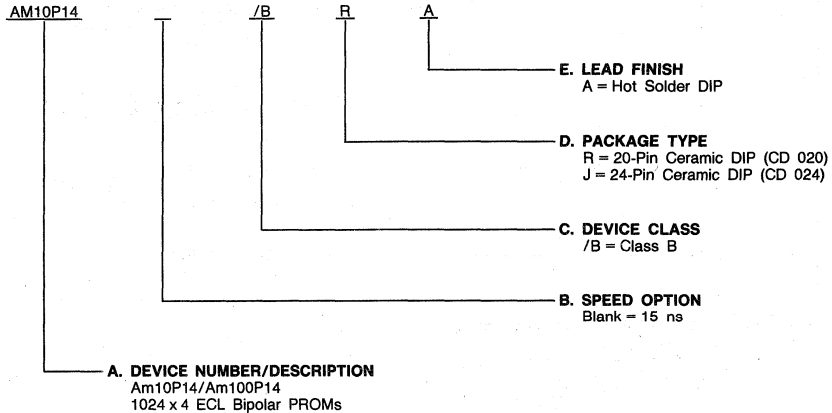 AM10P14 – /B R A
E. LEAD FINISH
A = Hot Solder DIP
D. PACKAGE TYPE
R = 20-Pin Ceramic DIP (CD 020)
J = 24-Pin Ceramic DIP (CD 024)
C. DEVICE CLASS
/B = Class B
B. SPEED OPTION
Blank = 15 ns
A. DEVICE NUMBER/DESCRIPTION
Am10P14/Am100P14
1024 x 4 ECL Bipolar PROMs